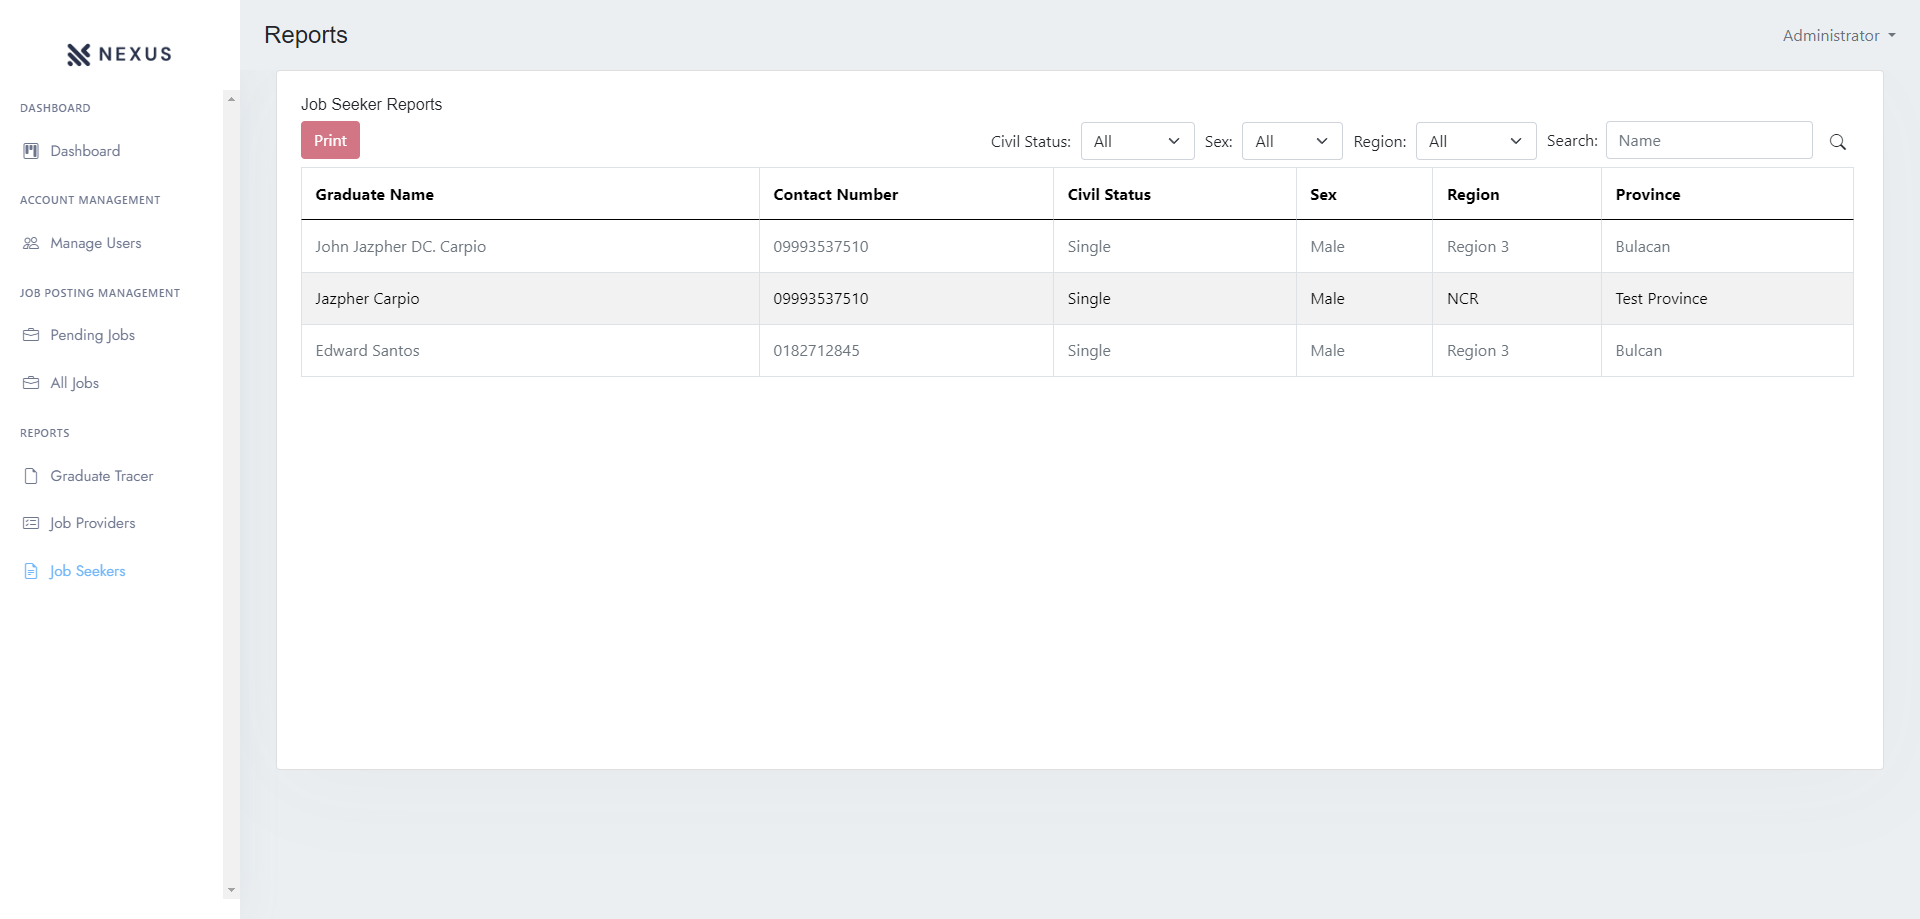 NEXUS
DASHBOARD
Dashboard
ACCOUNT MANAGEMENT
Manage Users
JOB POSTING MANAGEMENT
Pending Jobs
All Jobs
REPORTS
Graduate Tracer
Job Providers
Job Seekers
Reports
Administrator
Job Seeker Reports
Print
Civil Status: All Sex: All Region: All Search: Name
Graduate Name Contact Number Civil Status Sex Region Province
John Jazpher DC. Carpio 09993537510 Single Male Region 3 Bulacan
Jazpher Carpio 09993537510 Single Male NCR Test Province
Edward Santos 0182712845 Single Male Region 3 Bulcan